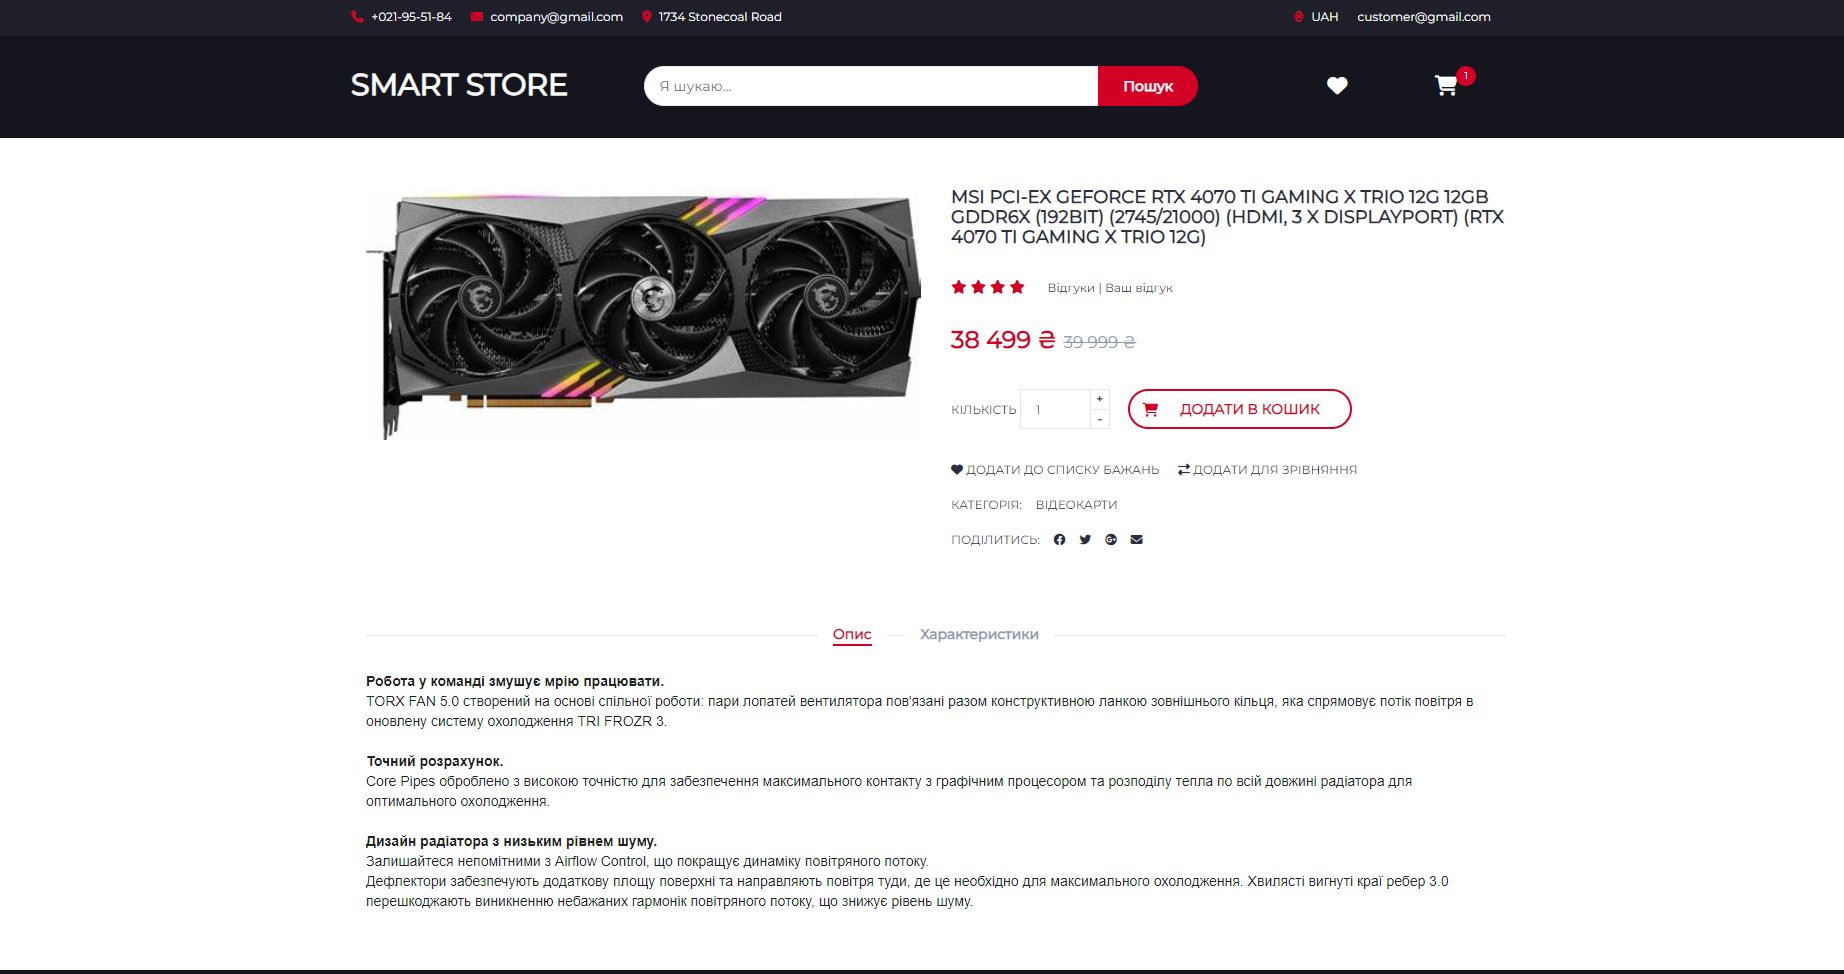 +021-95-51-84 company@gmail.com 1734 Stonecoal Road UAH customer@gmail.com
SMART STORE
Я шукаю...
Пошук
1
MSI PCI-EX GEFORCE RTX 4070 TI GAMING X TRIO 12G 12GB
GDDR6X (192BIT) (2745/21000) (HDMI, 3 X DISPLAYPORT) (RTX
4070 TI GAMING X TRIO 12G)
Відгуки | Ваш відгук
38 499 ₴ 39 999 ₴
КІЛЬКІСТЬ 1 + -
ДОДАТИ В КОШИК
ДОДАТИ ДО СПИСКУ БАЖАНЬ ДОДАТИ ДЛЯ ЗРІВНЯННЯ
КАТЕГОРІЯ: ВІДЕОКАРТИ
ПОДІЛИТИСЬ:
Опис Характеристики
Робота у команді змушує мрію працювати.
TORX FAN 5.0 створений на основі спільної роботи: пари лопатей вентилятора пов'язані разом конструктивною ланкою зовнішнього кільця, яка спрямовує потік повітря в
оновлену систему охолодження TRI FROZR 3.
Точний розрахунок.
Core Pipes оброблено з високою точністю для забезпечення максимального контакту з графічним процесором та розподілу тепла по всій довжині радіатора для
оптимального охолодження.
Дизайн радіатора з низьким рівнем шуму.
Залишайтеся непомітними з Airflow Control, що покращує динаміку повітряного потоку.
Дефлектори забезпечують додаткову площу поверхні та направляють повітря туди, де це необхідно для максимального охолодження. Хвилясті вигнуті краї ребер 3.0
перешкоджають виникненню небажаних гармонік повітряного потоку, що знижує рівень шуму.